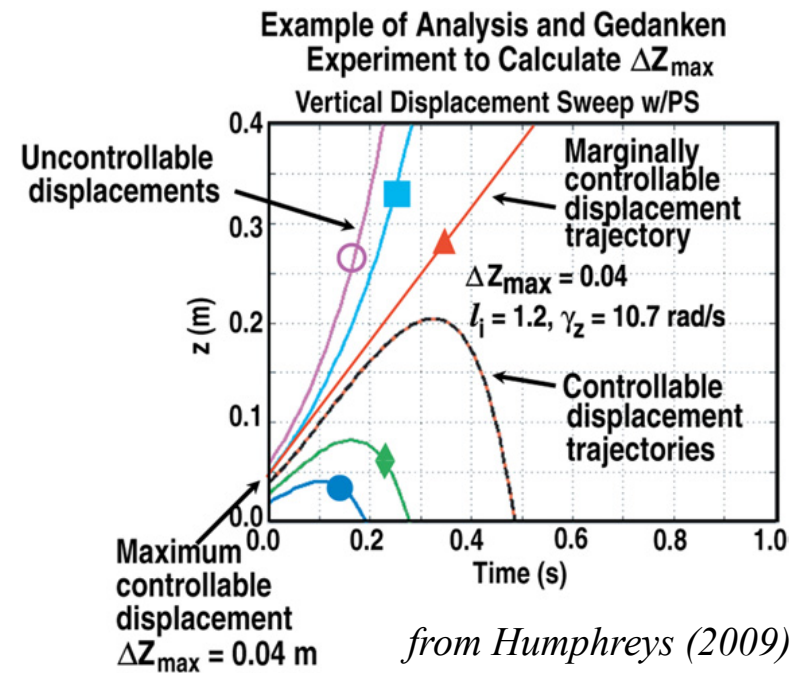 Example of Analysis and Gedanken
Experiment to Calculate ΔZmax
Vertical Displacement Sweep w/PS
Uncontrollable
displacements
Marginally
controllable
displacement
trajectory
ΔZmax = 0.04
li = 1.2, γz = 10.7 rad/s
Controllable
displacement
trajectories
z (m)
0.4
0.3
0.2
0.1
0.0
0.0 0.2 0.4 0.6 0.8 1.0
Time (s)
Maximum
controllable
displacement
ΔZmax = 0.04 m
from Humphreys (2009)